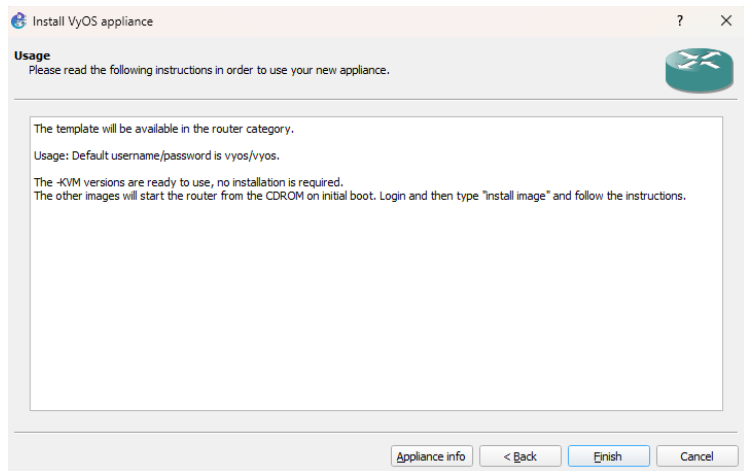 Install VyOS appliance
?
Usage
Please read the following instructions in order to use your new appliance.
The template will be available in the router category.
Usage: Default username/password is vyos/vyos.
The -KVM versions are ready to use, no installation is required.
The other images will start the router from the CDROM on initial boot. Login and then type "install image" and follow the instructions.
Appliance info
< Back
Finish
Cancel